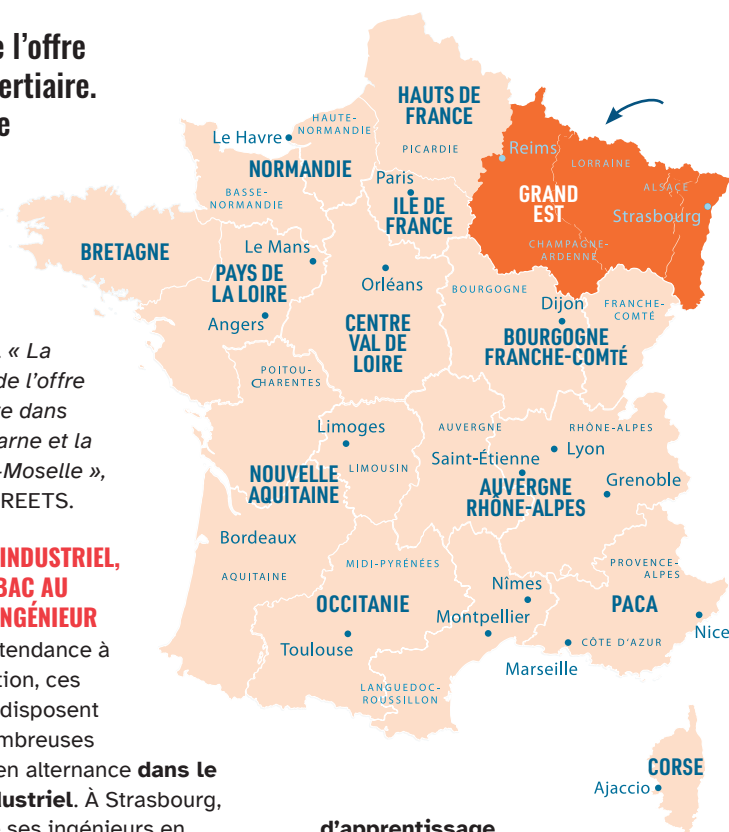 e l'offre
ertiaire.
e
« La
de l'offre
e dans
arne et la
-Moselle »,
REETS.
INDUSTRIEL,
BAC AU
INGÉNIEUR
tendance à
tion, ces
disposent
mbreuses
en alternance dans le
dustriel. À Strasbourg,
ses ingénieurs en
d'apprentissage
HAUTS DE
FRANCE
PICARDIE
HAUTE-
NORMANDIE
Le Havre
NORMANDIE
BASSE-
NORMANDIE
Paris
ILE DE
FRANCE
Reims
LORRAINE
ALSACE
GRAND
EST
Strasbourg
CHAMPAGNE-
ARDENNE
BRETAGNE
Le Mans
PAYS DE
LA LOIRE
Angers
Orléans
CENTRE
VAL DE
LOIRE
BOURGOGNE
Dijon
FRANCHE-
COMTÉ
BOURGOGNE
FRANCHE-COMTÉ
POITOU-
CHARENTES
Limoges
LIMOUSIN
NOUVELLE
AQUITAINE
Bordeaux
AQUITAINE
AUVERGNE
RHÔNE-ALPES
Lyon
Saint-Étienne
AUVERGNE
RHÔNE-ALPES
Grenoble
MIDI-PYRÉNÉES
OCCITANIE
Toulouse
Nîmes
Montpellier
LANGUEDOC-
ROUSSILLON
PROVENCE-
ALPES
PACA
CÔTE D'AZUR
Nice
Marseille
CORSE
Ajaccio